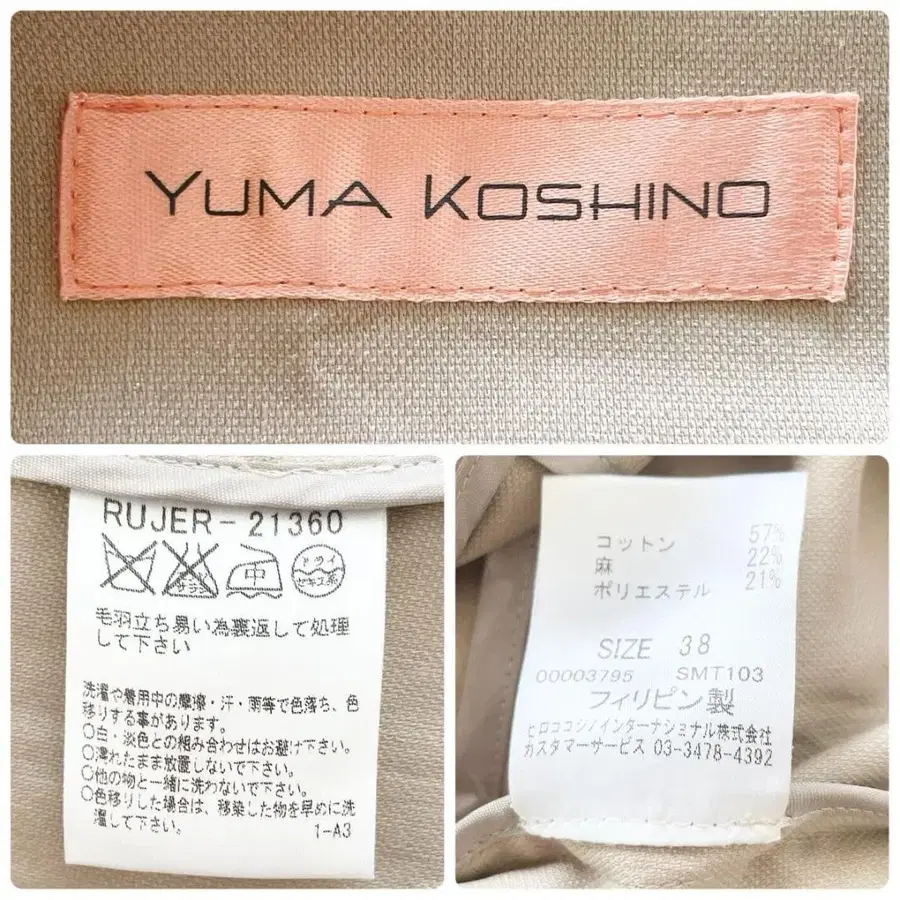 YUMA KOSHINO
RUJER-21360
エンソ
サラシ
中
ドライ
セキユ系
毛羽立ち易い為裏返して処理
して下さい
洗濯や着用中の摩擦・汗・雨等で色落ち、色
移りする事があります。
○白・淡色との組み合わせはお避け下さい。
○濡れたまま放置しないで下さい。
○他の物と一緒に洗わないで下さい。
○色移りした場合は、移染した物を早めに洗
濯して下さい。
1-A3
コットン 57%
麻 22%
ポリエステル 21%
SIZE 38
00003795 SMT103
フィリピン製
ヒロココシノインターナショナル株式会社
カスタマーサービス 03-3478-4392